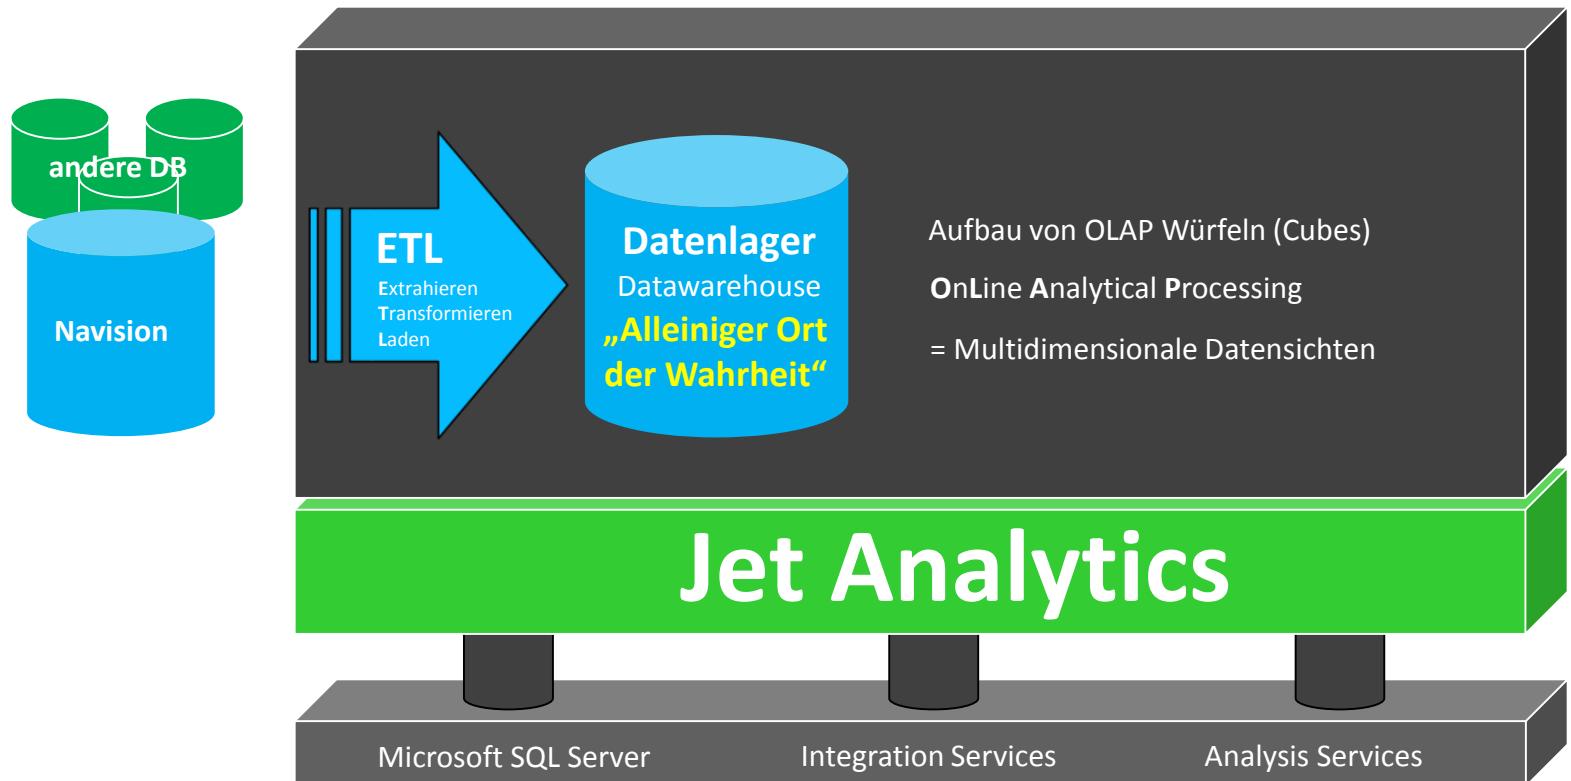 andere DB
Navision
ETL
Extrahieren
Transformieren
Laden
Datenlager
Datawarehouse
„Alleiniger Ort
der Wahrheit“
Aufbau von OLAP Würfeln (Cubes)
OnLine Analytical Processing
= Multidimensionale Datensichten
Jet Analytics
Microsoft SQL Server
Integration Services
Analysis Services